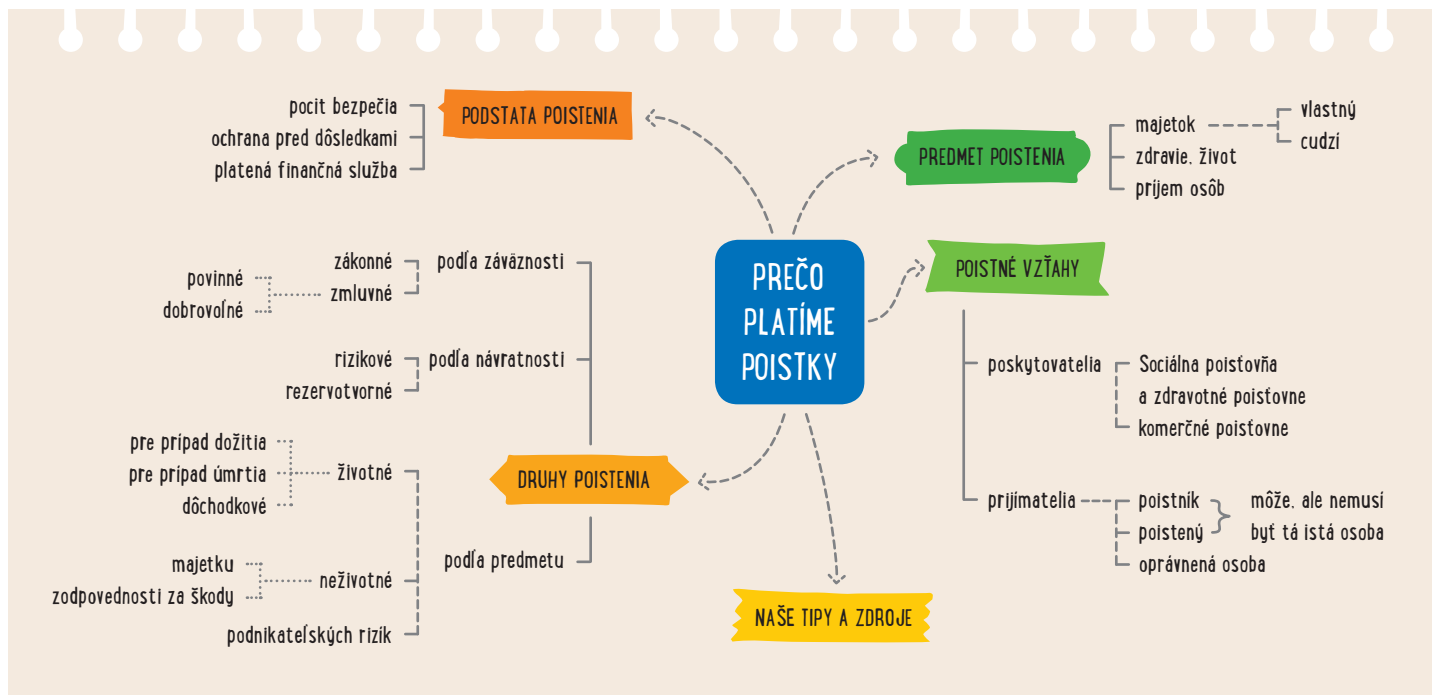 PODSTATA POISTENIA
pocit bezpečia
ochrana pred dôsledkami
platená finančná služba
PREDMET POISTENIA
majetok
vlastný
cudzí
zdravie, život
príjem osôb
PREČO
PLATÍME
POISTKY
POISTNÉ VZŤAHY
poskytovatelia
Sociálna poisťovňa
a zdravotné poisťovne
komerčné poisťovne
prijímatelia
poistník
poistený
môže, ale nemusí
byť tá istá osoba
oprávnená osoba
DRUHY POISTENIA
podľa záväznosti
zákonné
zmluvné
povinné
dobrovoľné
podľa návratnosti
rizikové
rezervotvorné
podľa predmetu
životné
pre prípad dožitia
pre prípad úmrtia
dôchodkové
neživotné
majetku
zodpovednosti za škody
podnikateľských rizík
NAŠE TIPY A ZDROJE